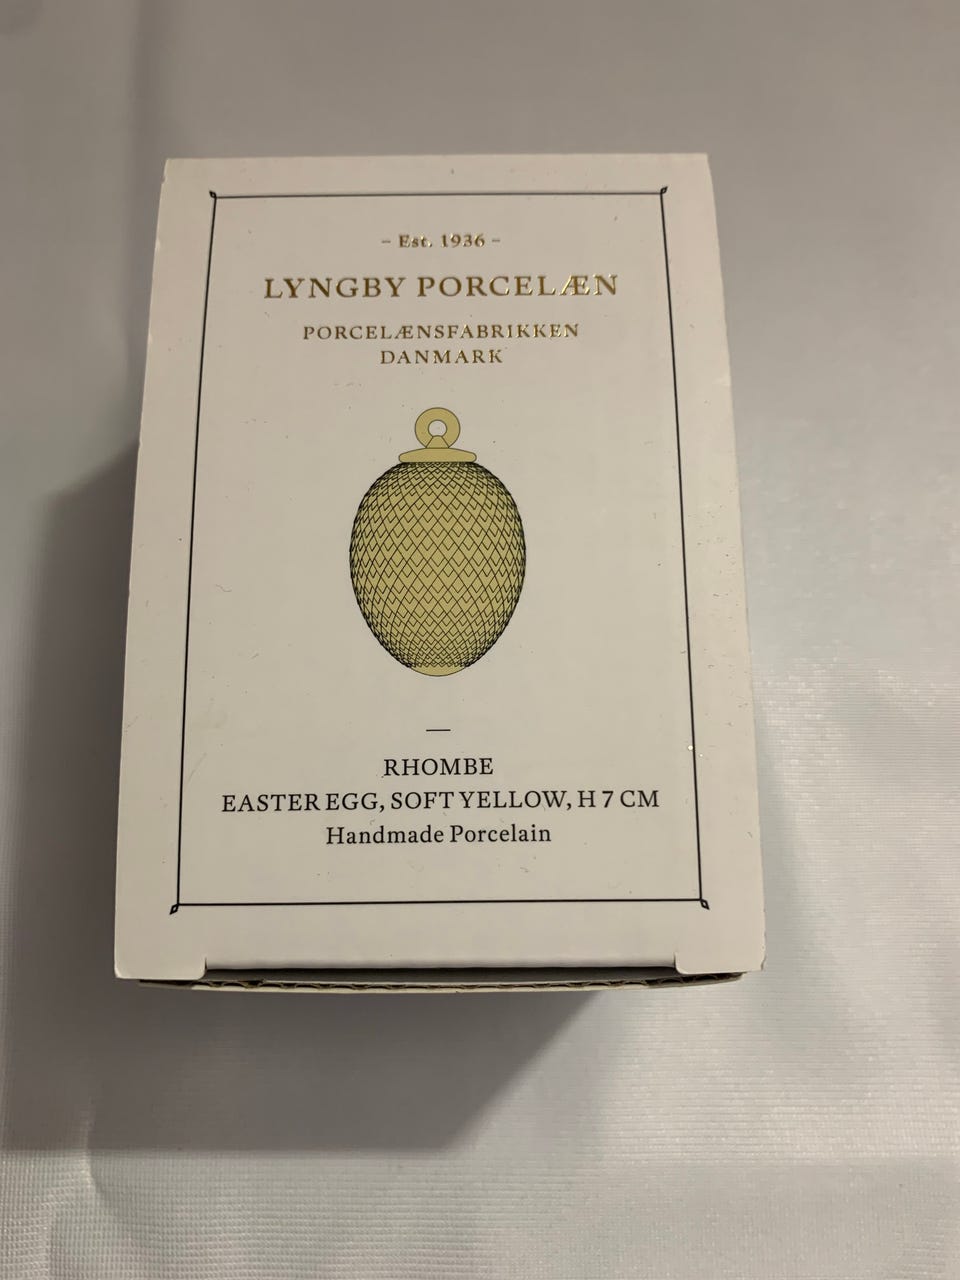 – Est. 1936 –
LYNGBY PORCELÆN
PORCELÆNSFABRIKKEN
DANMARK
RHOMBE
EASTER EGG, SOFT YELLOW, H 7 CM
Handmade Porcelain